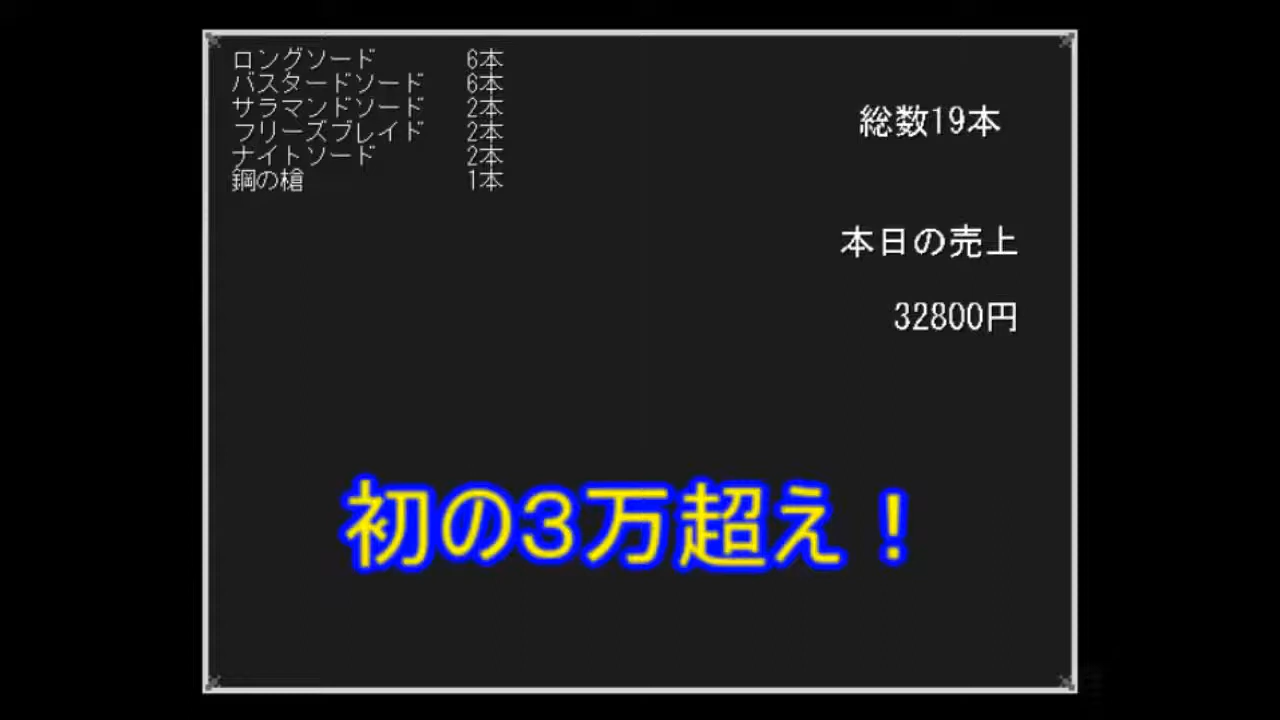 ロングソード 6本
バスタードソード 6本
サラマンドソード 2本
フリーズブレイド 2本
ナイトソード 2本
鋼の槍 1本
総数19本
本日の売上
32800円
初の3万超え！